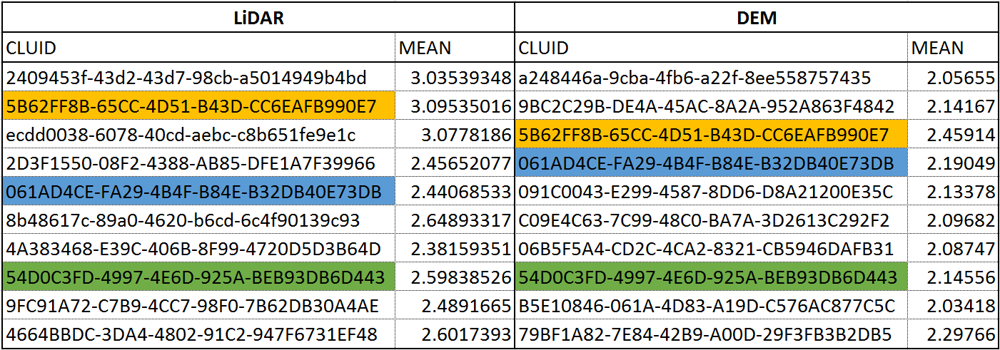 LiDAR DEM
CLUID MEAN CLUID MEAN
2409453f-43d2-43d7-98cb-a5014949b4bd 3.03539348 a248446a-9cba-4fb6-a22f-8ee558757435 2.05655
5B62FF8B-65CC-4D51-B43D-CC6EAFB990E7 3.09535016 9BC2C29B-DE4A-45AC-8A2A-952A863F4842 2.14167
ecdd0038-6078-40cd-aebc-c8b651fe9e1c 3.0778186 5B62FF8B-65CC-4D51-B43D-CC6EAFB990E7 2.45914
2D3F1550-08F2-4388-AB85-DFE1A7F39966 2.45652077 061AD4CE-FA29-4B4F-B84E-B32DB40E73DB 2.19049
061AD4CE-FA29-4B4F-B84E-B32DB40E73DB 2.44068533 091C0043-E299-4587-8DD6-D8A21200E35C 2.13378
8b48617c-89a0-4620-b6cd-6c4f90139c93 2.64893317 C09E4C63-7C99-48C0-BA7A-3D2613C292F2 2.09682
4A383468-E39C-406B-8F99-4720D5D3B64D 2.38159351 06B5F5A4-CD2C-4CA2-8321-CB5946DAFB31 2.08747
54D0C3FD-4997-4E6D-925A-BEB93DB6D443 2.59838526 54D0C3FD-4997-4E6D-925A-BEB93DB6D443 2.14556
9FC91A72-C7B9-4CC7-98F0-7B62DB30A4AE 2.4891665 B5E10846-061A-4D83-A19D-C576AC877C5C 2.03418
4664BBDC-3DA4-4802-91C2-947F6731EF48 2.6017393 79BF1A82-7E84-42B9-A00D-29F3FB3B2DB5 2.29766